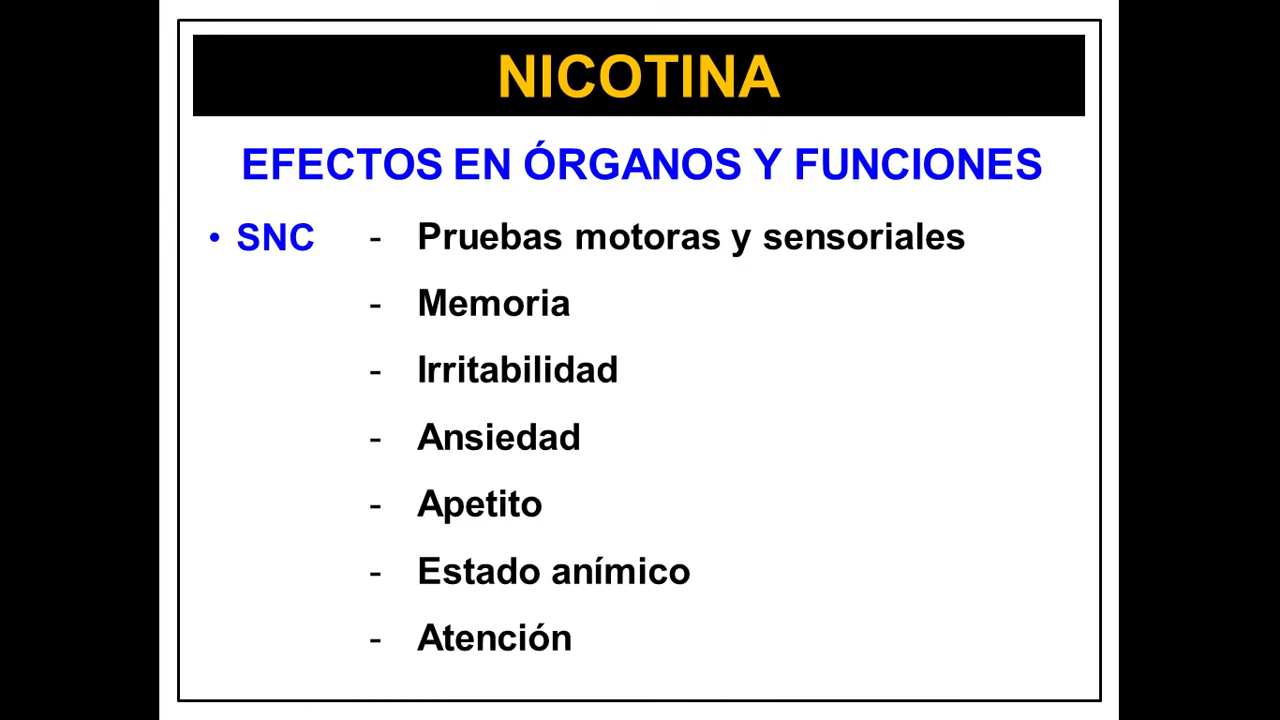 NICOTINA
EFECTOS EN ÓRGANOS Y FUNCIONES
• SNC - Pruebas motoras y sensoriales
- Memoria
- Irritabilidad
- Ansiedad
- Apetito
- Estado anímico
- Atención